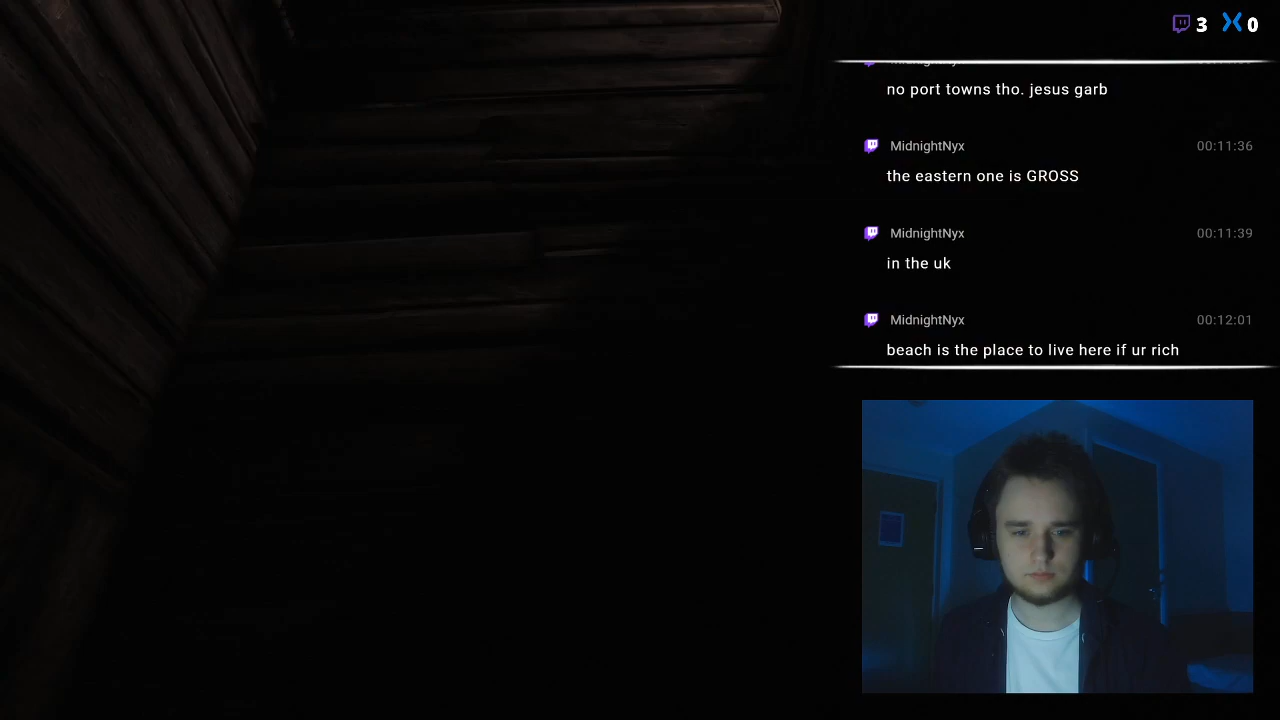 3 0
no port towns tho. jesus garb
MidnightNyx 00:11:36
the eastern one is GROSS
MidnightNyx 00:11:39
in the uk
MidnightNyx 00:12:01
beach is the place to live here if ur rich